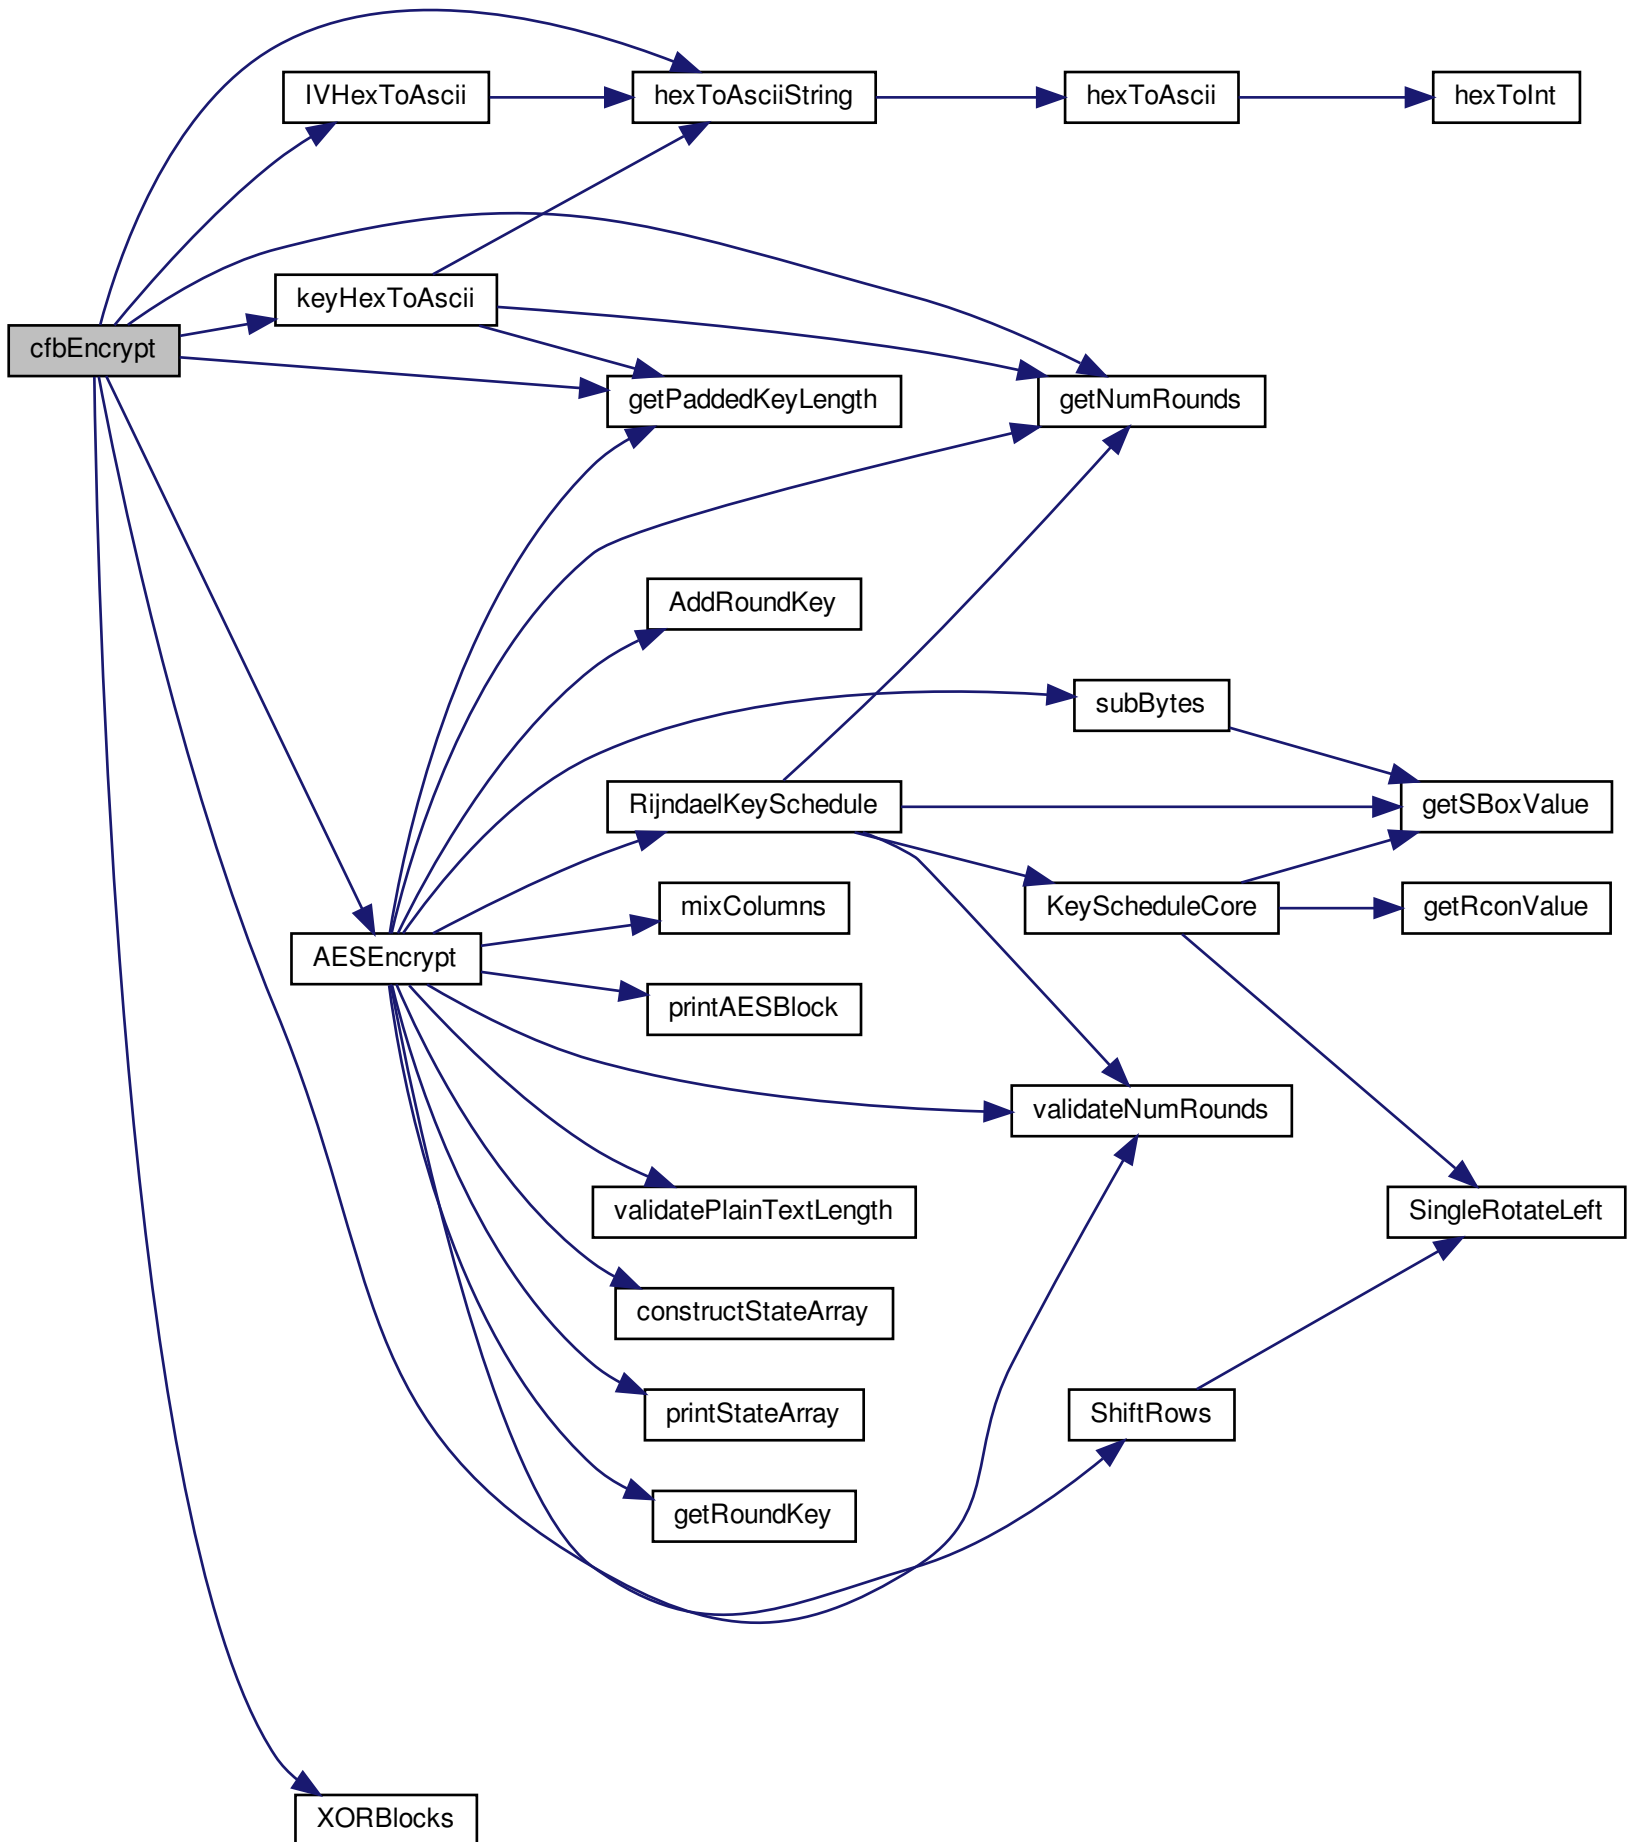 IVHexToAscii
hexToAsciiString
hexToAscii
hexToInt
keyHexToAscii
cfbEncrypt
getPaddedKeyLength
getNumRounds
AddRoundKey
subBytes
RijndaelKeySchedule
getSBoxValue
mixColumns
KeyScheduleCore
getRconValue
AESEncrypt
printAESBlock
validateNumRounds
validatePlainTextLength
SingleRotateLeft
constructStateArray
printStateArray
ShiftRows
getRoundKey
XORBlocks